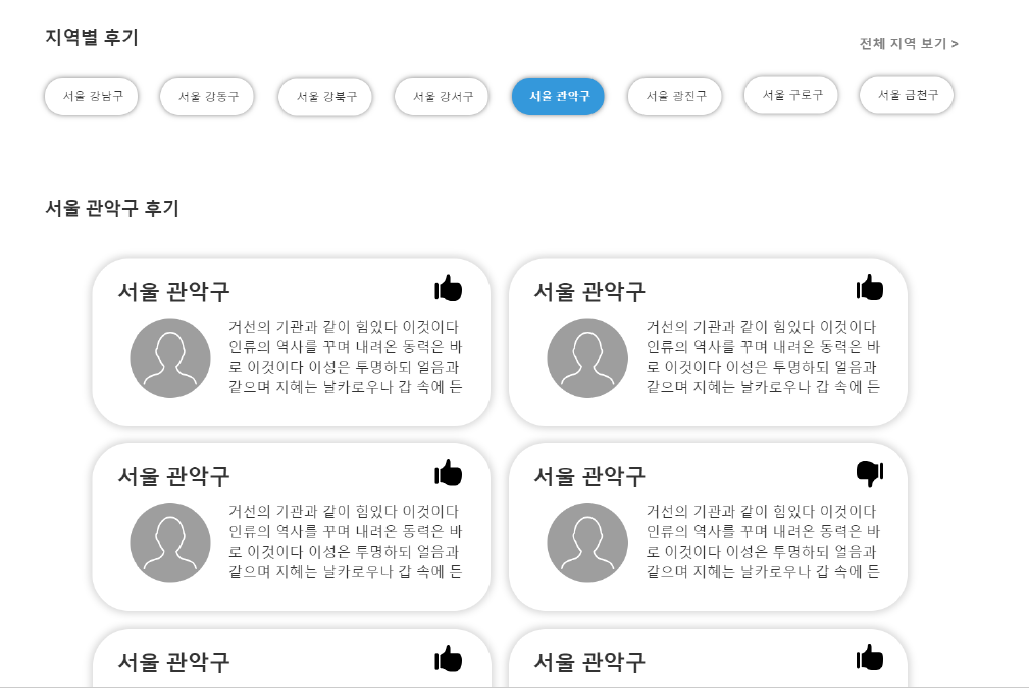 지역별 후기
전체 지역 보기 >
서울 강남구
서울 강동구
서울 강북구
서울 강서구
서울 관악구
서울 광진구
서울 구로구
서울 금천구
서울 관악구 후기
서울 관악구
거선의 기관과 같이 힘있다 이것이다
인류의 역사를 꾸며 내려온 동력은 바
로 이것이다 이성은 투명하되 얼음과
같으며 지혜는 날카로우나 갑 속에 든
서울 관악구
거선의 기관과 같이 힘있다 이것이다
인류의 역사를 꾸며 내려온 동력은 바
로 이것이다 이성은 투명하되 얼음과
같으며 지혜는 날카로우나 갑 속에 든
서울 관악구
거선의 기관과 같이 힘있다 이것이다
인류의 역사를 꾸며 내려온 동력은 바
로 이것이다 이성은 투명하되 얼음과
같으며 지혜는 날카로우나 갑 속에 든
서울 관악구
거선의 기관과 같이 힘있다 이것이다
인류의 역사를 꾸며 내려온 동력은 바
로 이것이다 이성은 투명하되 얼음과
같으며 지혜는 날카로우나 갑 속에 든
서울 관악구
서울 관악구